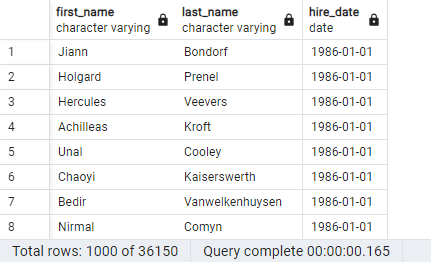 first_name last_name hire_date
character varying character varying date
1 Jiann Bondorf 1986-01-01
2 Holgard Prenel 1986-01-01
3 Hercules Veevers 1986-01-01
4 Achilleas Kroft 1986-01-01
5 Unal Cooley 1986-01-01
6 Chaoyi Kaiserswerth 1986-01-01
7 Bedir Vanwelkenhuysen 1986-01-01
8 Nirmal Comyn 1986-01-01
Total rows: 1000 of 36150 Query complete 00:00:00.165